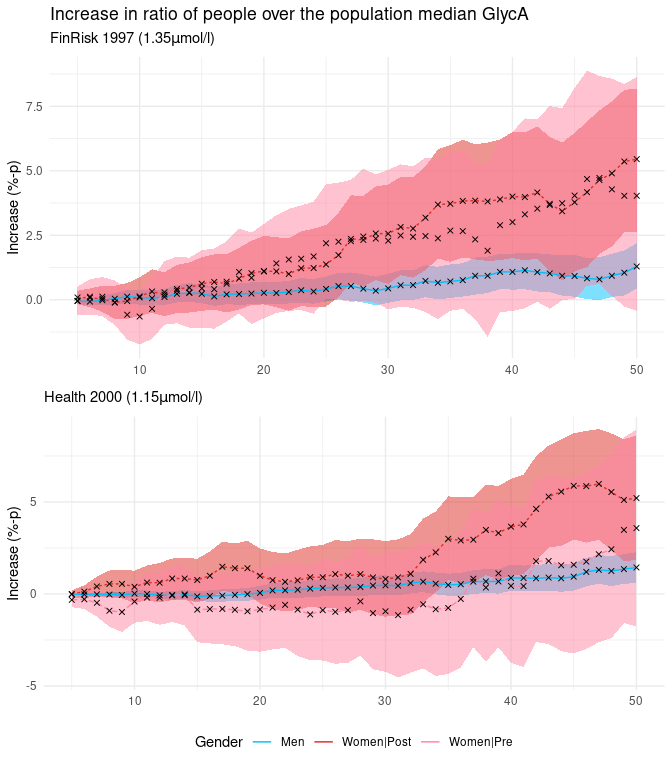 Increase in ratio of people over the population median GlycA
FinRisk 1997 (1.35μmol/l)
Increase (%-p)
7.5
5.0
2.5
0.0
10 20 30 40 50
Health 2000 (1.15μmol/l)
Increase (%-p)
5
0
-5
10 20 30 40 50
Gender Men Women|Post Women|Pre